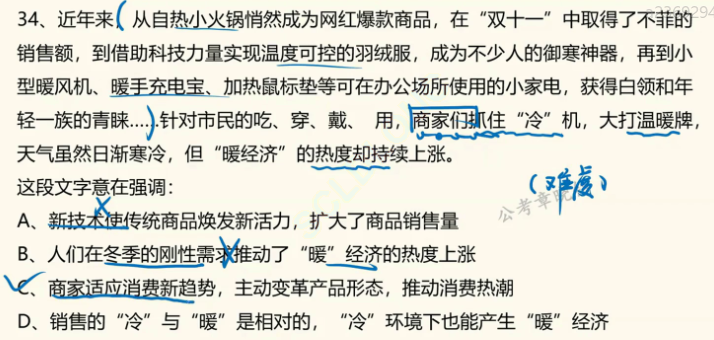 34、近年来，从自热小火锅悄然成为网红爆款商品，在“双十一”中取得了不菲的
销售额，到借助科技力量实现温度可控的羽绒服，成为不少人的御寒神器，再到小
型暖风机、暖手充电宝、加热鼠标垫等可在办公场所使用的小家电，获得白领和年
轻一族的青睐……针对市民的吃、穿、戴、 用，商家们抓住“冷”机，大打温暖牌，
天气虽然日渐寒冷，但“暖经济”的热度却持续上涨。
这段文字意在强调：
(难度)
公考章晓
A、新技术使传统商品焕发新活力，扩大了商品销售量
B、人们在冬季的刚性需求推动了“暖”经济的热度上涨
C、商家适应消费新趋势，主动变革产品形态，推动消费热潮
D、销售的“冷”与“暖”是相对的，“冷”环境下也能产生“暖”经济